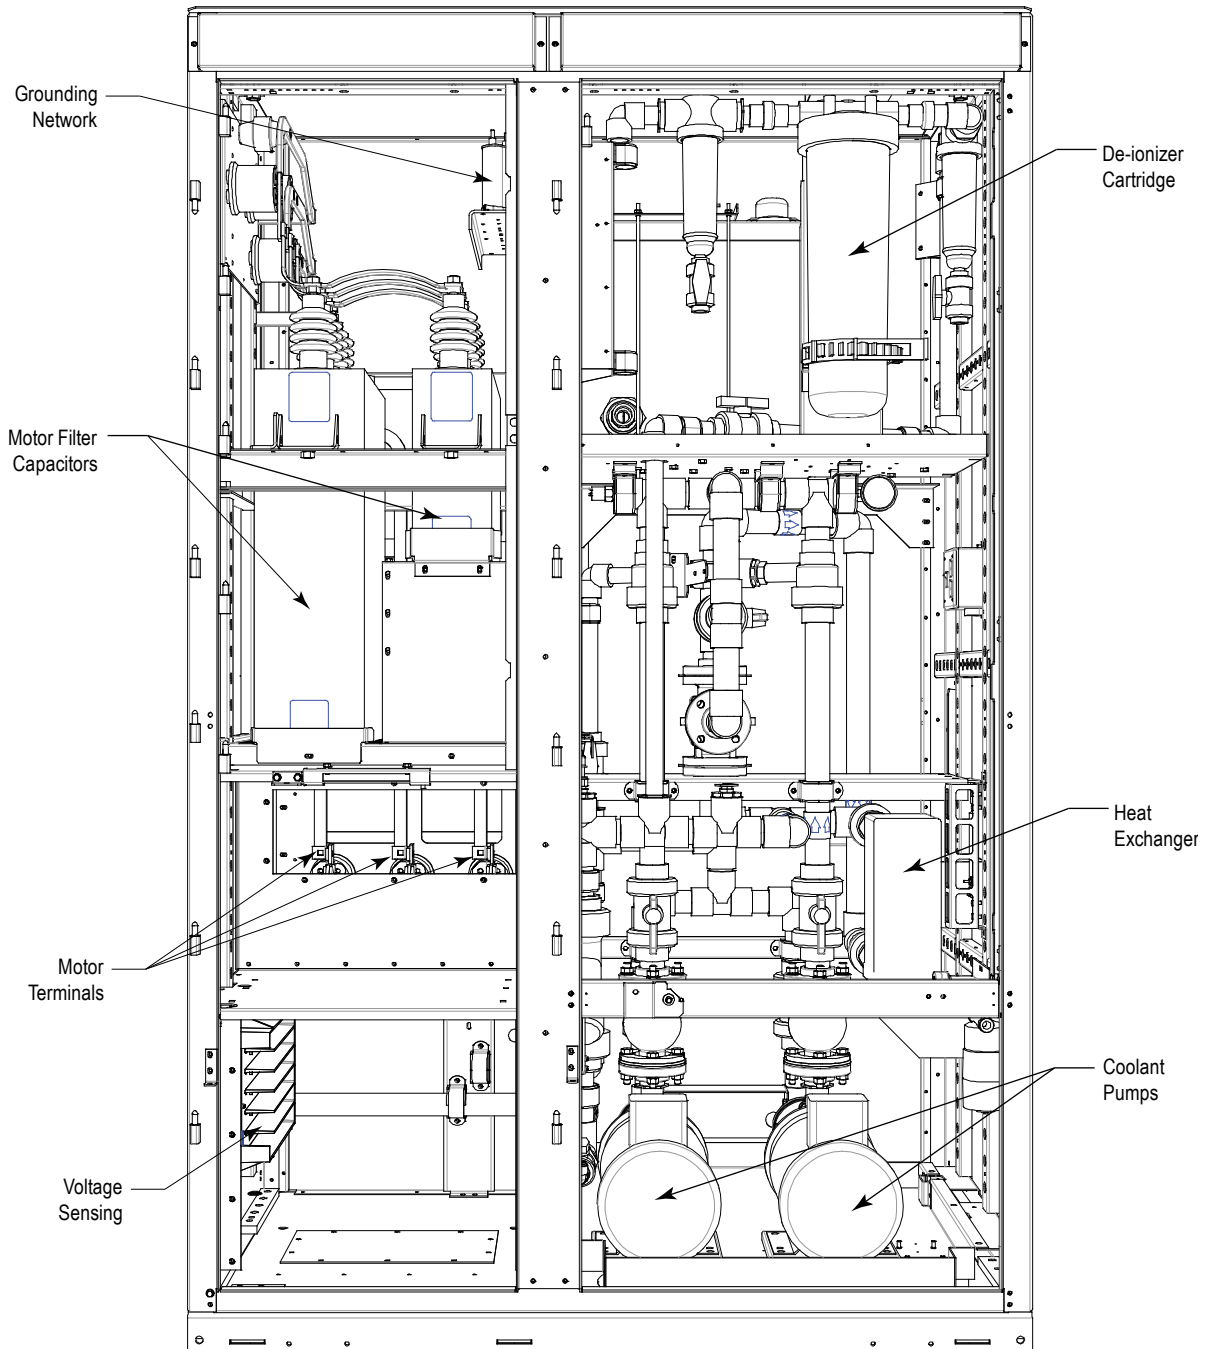 Grounding
Network
De-ionizer
Cartridge
Motor Filter
Capacitors
Heat
Exchanger
Motor
Terminals
Coolant
Pumps
Voltage
Sensing